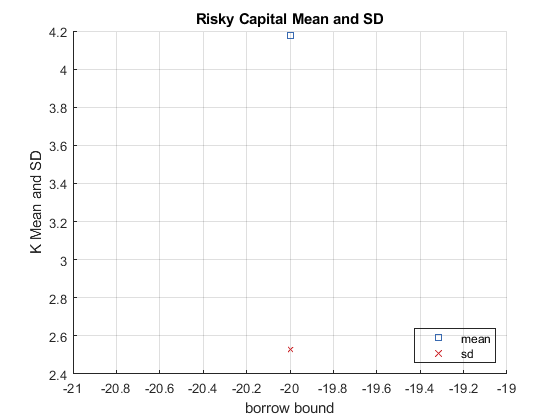 Risky Capital Mean and SD
K Mean and SD
4.2
4
3.8
3.6
3.4
3.2
3
2.8
2.6
2.4
-21 -20.8 -20.6 -20.4 -20.2 -20 -19.8 -19.6 -19.4 -19.2 -19
borrow bound
mean
sd